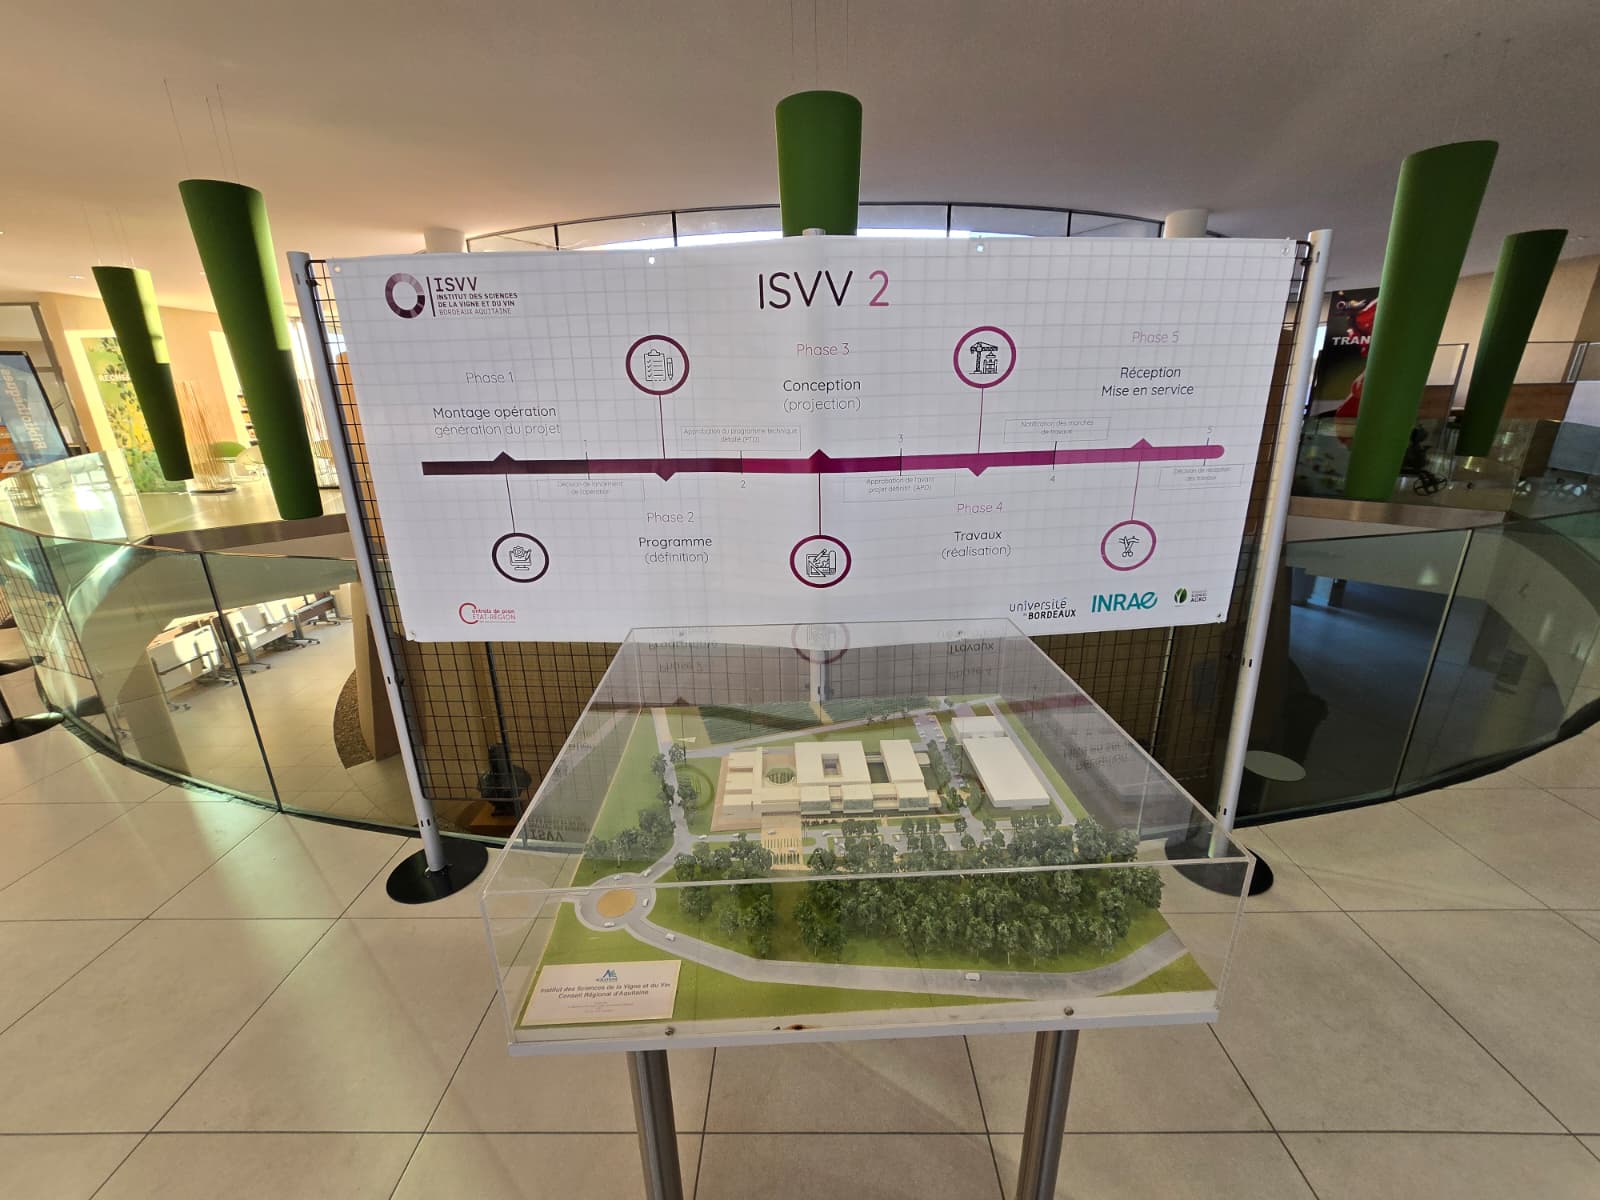 ISVV
INSTITUT DES SCIENCES
DE LA VIGNE ET DU VIN
BORDEAUX AQUITAINE
ISVV 2
Phase 1
Montage opération
génération du projet
Phase 3
Conception
(projection)
Phase 5
Réception
Mise en service
1
Approbation du programme technique
détaillé (PTD)
3
Notification des marchés
de travaux
5
Décision de lancement
de l'opération
2
Approbation de l'avant
projet définitif (APD)
4
Décision de réception
des travaux
Phase 2
Programme
(définition)
Phase 4
Travaux
(réalisation)
Contrats de plan
ÉTAT-RÉGION
université
de BORDEAUX
INRAE
AGRO
TRAN
Institut des Sciences de la Vigne et du Vin
Conseil Régional d'Aquitaine